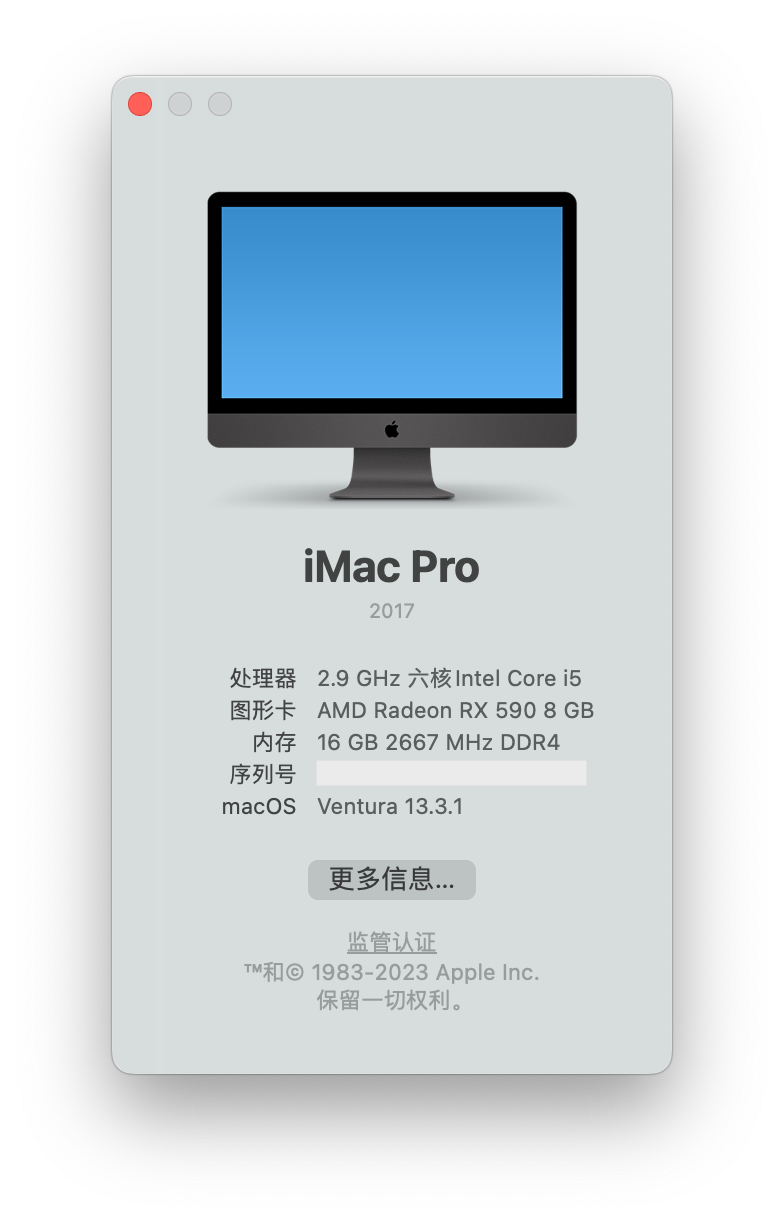 iMac Pro
2017
处理器 2.9 GHz 六核Intel Core i5
图形卡 AMD Radeon RX 590 8 GB
内存 16 GB 2667 MHz DDR4
序列号
macOS Ventura 13.3.1
更多信息...
监管认证
™和© 1983-2023 Apple Inc.
保留一切权利。